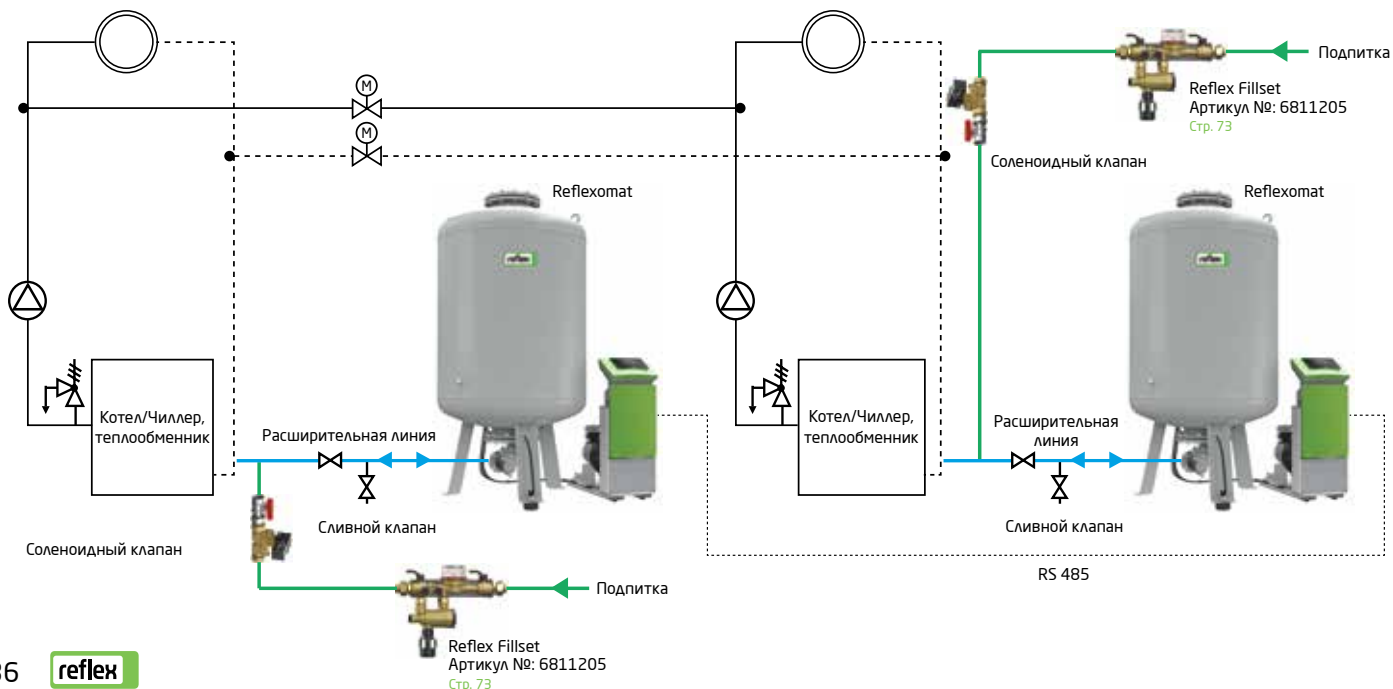 M
M
Подпитка
Reflex Fillset
Артикул №: 6811205
Стр. 73
Соленоидный клапан
Reflexomat
Reflexomat
reflex
reflex
Котел/Чиллер,
теплообменник
Расширительная линия
Котел/Чиллер,
теплообменник
Расширительная
линия
Сливной клапан
Сливной клапан
Соленоидный клапан
RS 485
Подпитка
Reflex Fillset
Артикул №: 6811205
Стр. 73
36
reflex